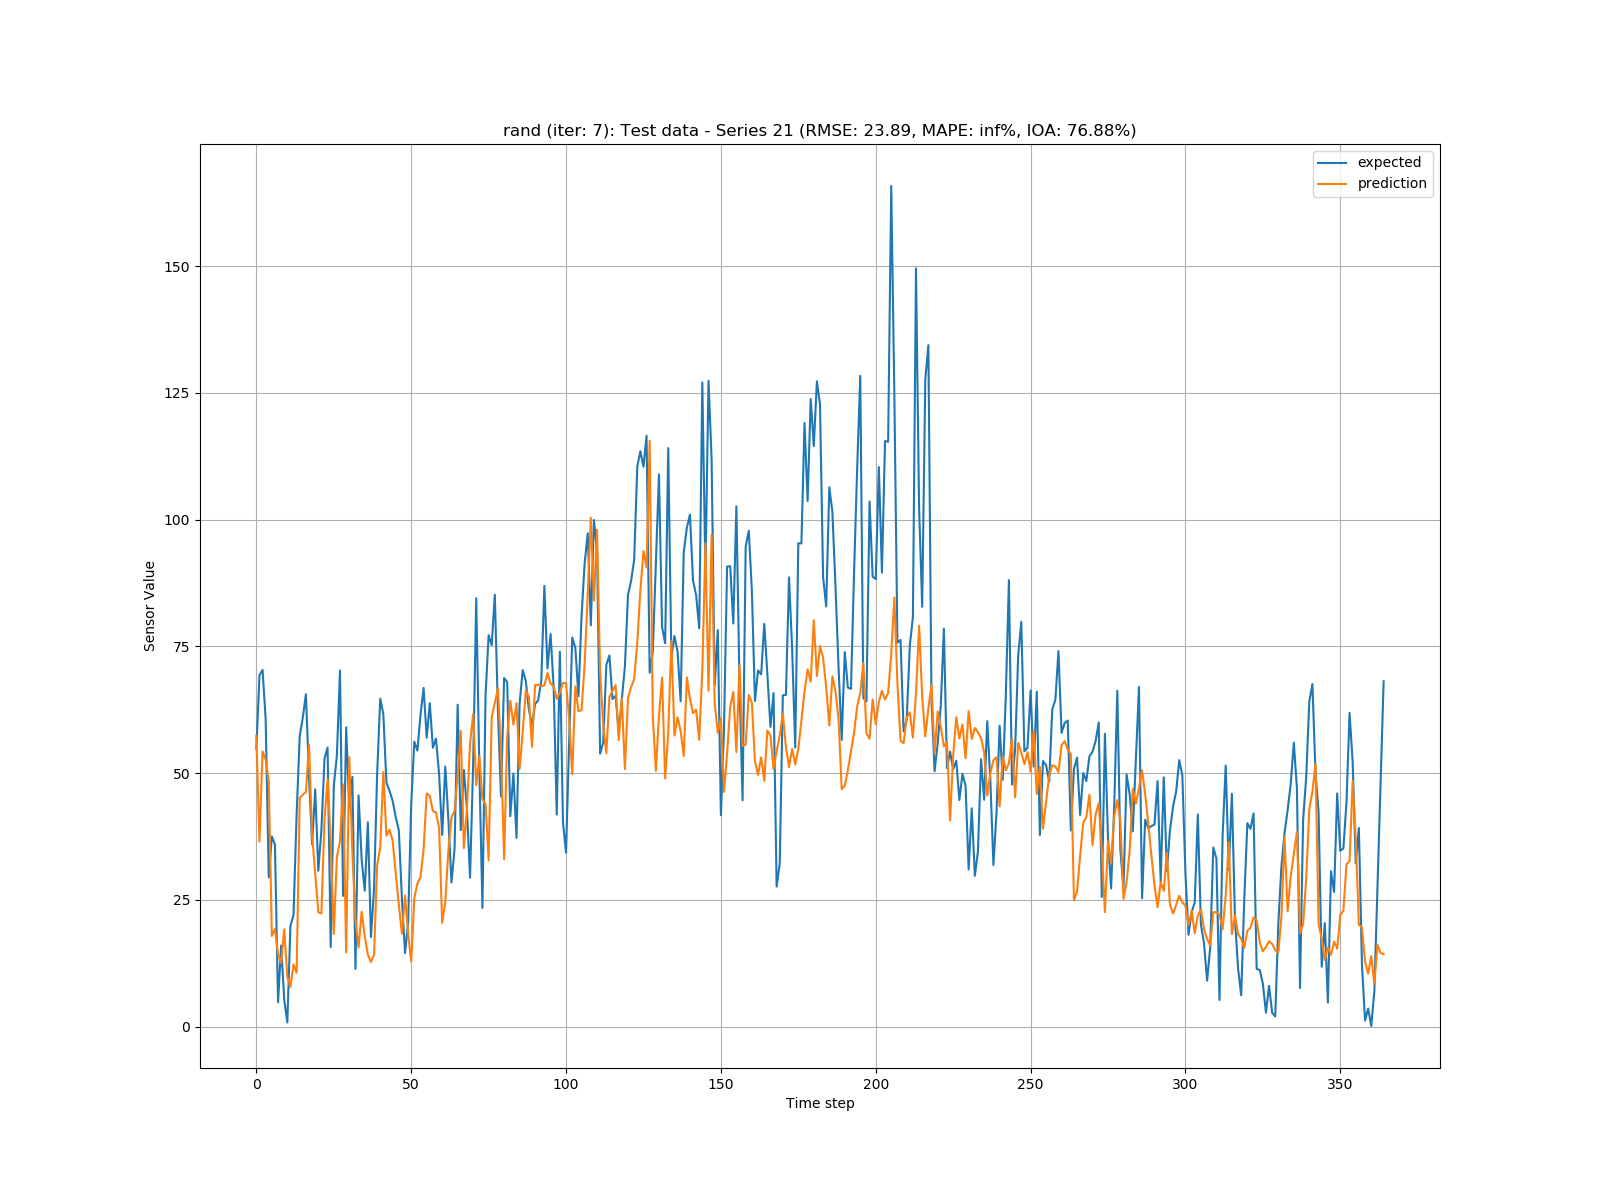 rand (iter: 7): Test data - Series 21 (RMSE: 23.89, MAPE: inf%, IOA: 76.88%)
expected
prediction
150
125
100
75
50
25
0
Sensor Value
0 50 100 150 200 250 300 350
Time step